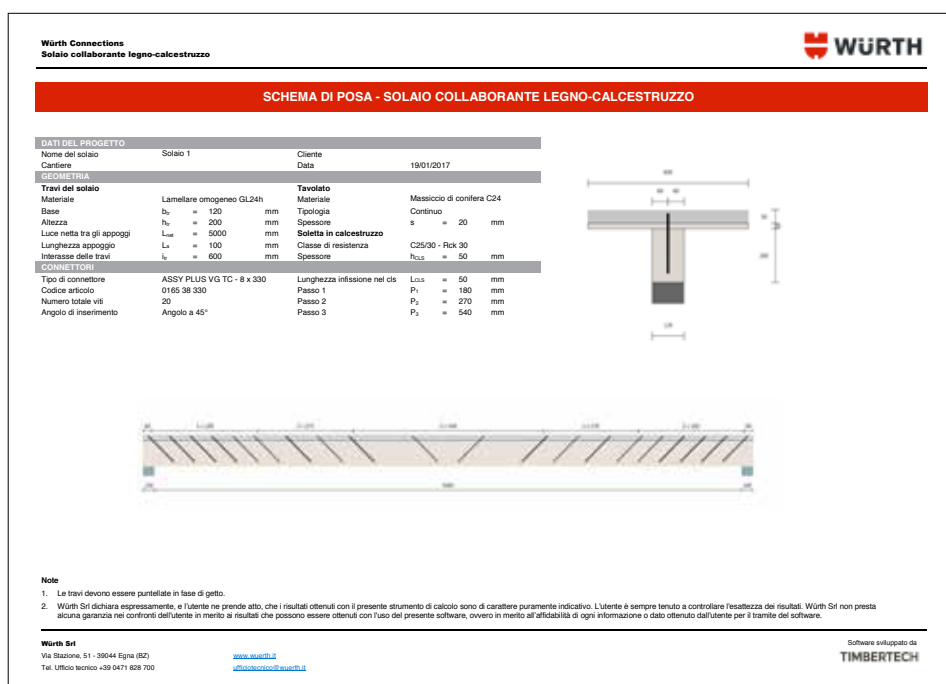 Würth Connections
Solaio collaborante legno-calcestruzzo
WÜRTH
SCHEMA DI POSA - SOLAIO COLLABORANTE LEGNO-CALCESTRUZZO
DATI DEL PROGETTO
Nome del solaio Solaio 1 Cliente
Cantiere Data 19/01/2017
GEOMETRIA
Travi del solaio Tavolato
Materiale Lamellare omogeneo GL24h Materiale Massiccio di conifera C24
Base btr = 120 mm Tipologia Continuo
Altezza htr = 200 mm Spessore s = 20 mm
Luce netta tra gli appoggi Lnet = 5000 mm Soletta in calcestruzzo
Lunghezza appoggio La = 100 mm Classe di resistenza C25/30 - Rck 30
Interasse delle travi itr = 600 mm Spessore hCLS = 50 mm
CONNETTORI
Tipo di connettore ASSY PLUS VG TC - 8 x 330 Lunghezza infissione nel cls LCLS = 50 mm
Codice articolo 0165 38 330 Passo 1 P1 = 180 mm
Numero totale viti 20 Passo 2 P2 = 270 mm
Angolo di inserimento Angolo a 45° Passo 3 P3 = 540 mm
Note
1. Le travi devono essere puntellate in fase di getto.
2. Würth Srl dichiara espressamente, e l'utente ne prende atto, che i risultati ottenuti con il presente strumento di calcolo sono di carattere puramente indicativo. L'utente è sempre tenuto a controllare l'esattezza dei risultati. Würth Srl non presta
alcuna garanzia nei confronti dell'utente in merito ai risultati che possono essere ottenuti con l'uso del presente software, ovvero in merito all'affidabilità di ogni informazione o dato ottenuto dall'utente per il tramite del software.
Würth Srl
Via Stazione, 51 - 39044 Egna (BZ) www.wuerth.it
Tel. Ufficio tecnico +39 0471 828 700 ufficiotecnico@wuerth.it
Software sviluppato da
TIMBERTECH